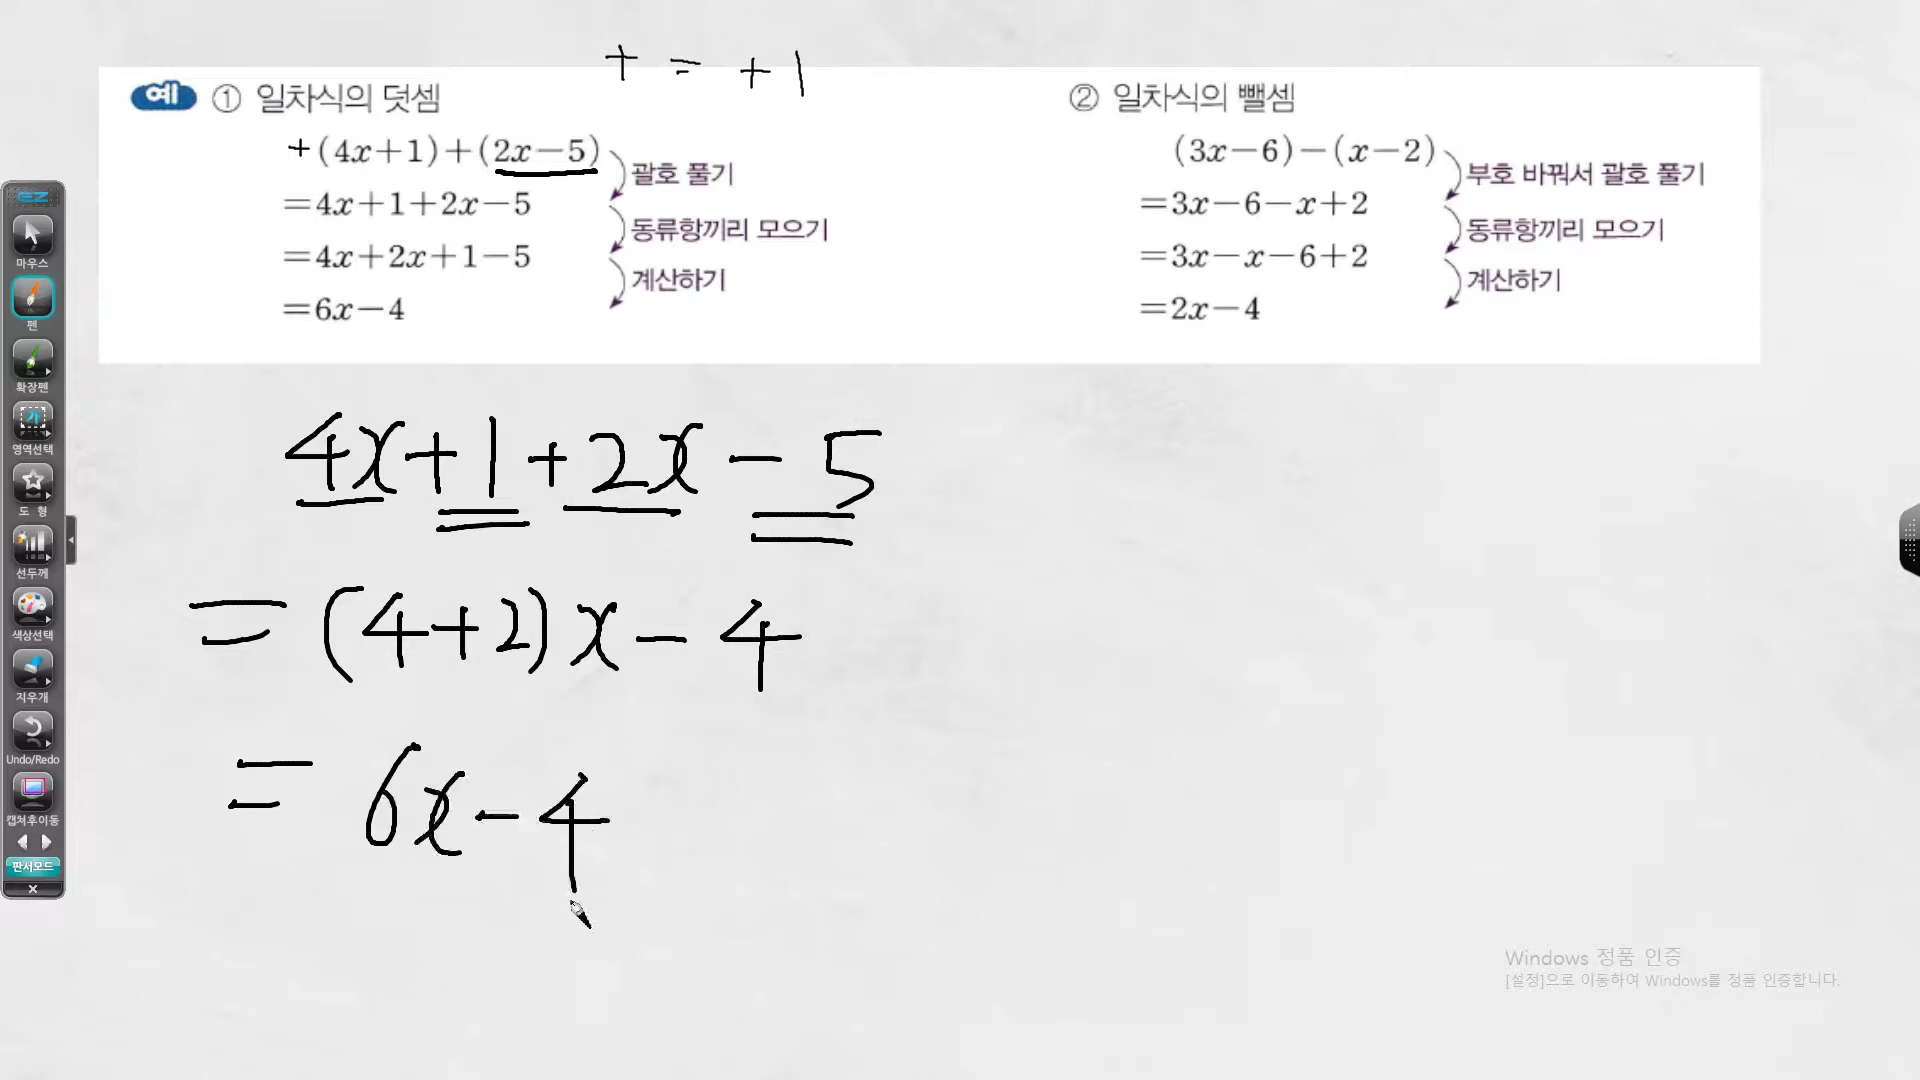 + = +1
예 ① 일차식의 덧셈
+(4x+1)+(2x-5)
괄호 풀기
=4x+1+2x-5
동류항끼리 모으기
=4x+2x+1-5
계산하기
=6x-4
② 일차식의 뺄셈
(3x-6)-(x-2)
부호 바꿔서 괄호 풀기
=3x-6-x+2
동류항끼리 모으기
=3x-x-6+2
계산하기
=2x-4
4x+1+2x-5
=(4+2)x-4
=6x-4
EZ
마우스
펜
확장펜
가
영역선택
도 형
선두께
색상선택
지우개
Undo/Redo
캡쳐후이동
판서모드
x
Windows 정품 인증
[설정]으로 이동하여 Windows를 정품 인증합니다.